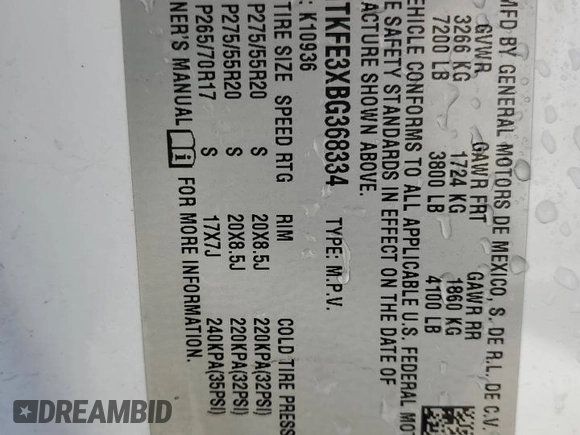 MFD BY GENERAL MOTORS DE MEXICO, S. DE R.L. DE C.V.
GVWR GAWR FRT GAWR RR
3266 KG 1724 KG 1860 KG
7200 LB 3800 LB 4100 LB
VEHICLE CONFORMS TO ALL APPLICABLE U.S. FEDERAL
SAFETY STANDARDS IN EFFECT ON THE DATE OF
SHOWN ABOVE.
TKFE3XBG368334 TYPE: M.P.V.
: K10936
TIRE SIZE SPEED RTG RIM COLD TIRE PRESS
P275/55R20 S 20X8.5J 220KPA(32PSI)
P275/55R20 S 20X8.5J 220KPA(32PSI)
P265/70R17 S 17X7J 240KPA(35PSI)
NER'S MANUAL FOR MORE INFORMATION.
DREAMBID